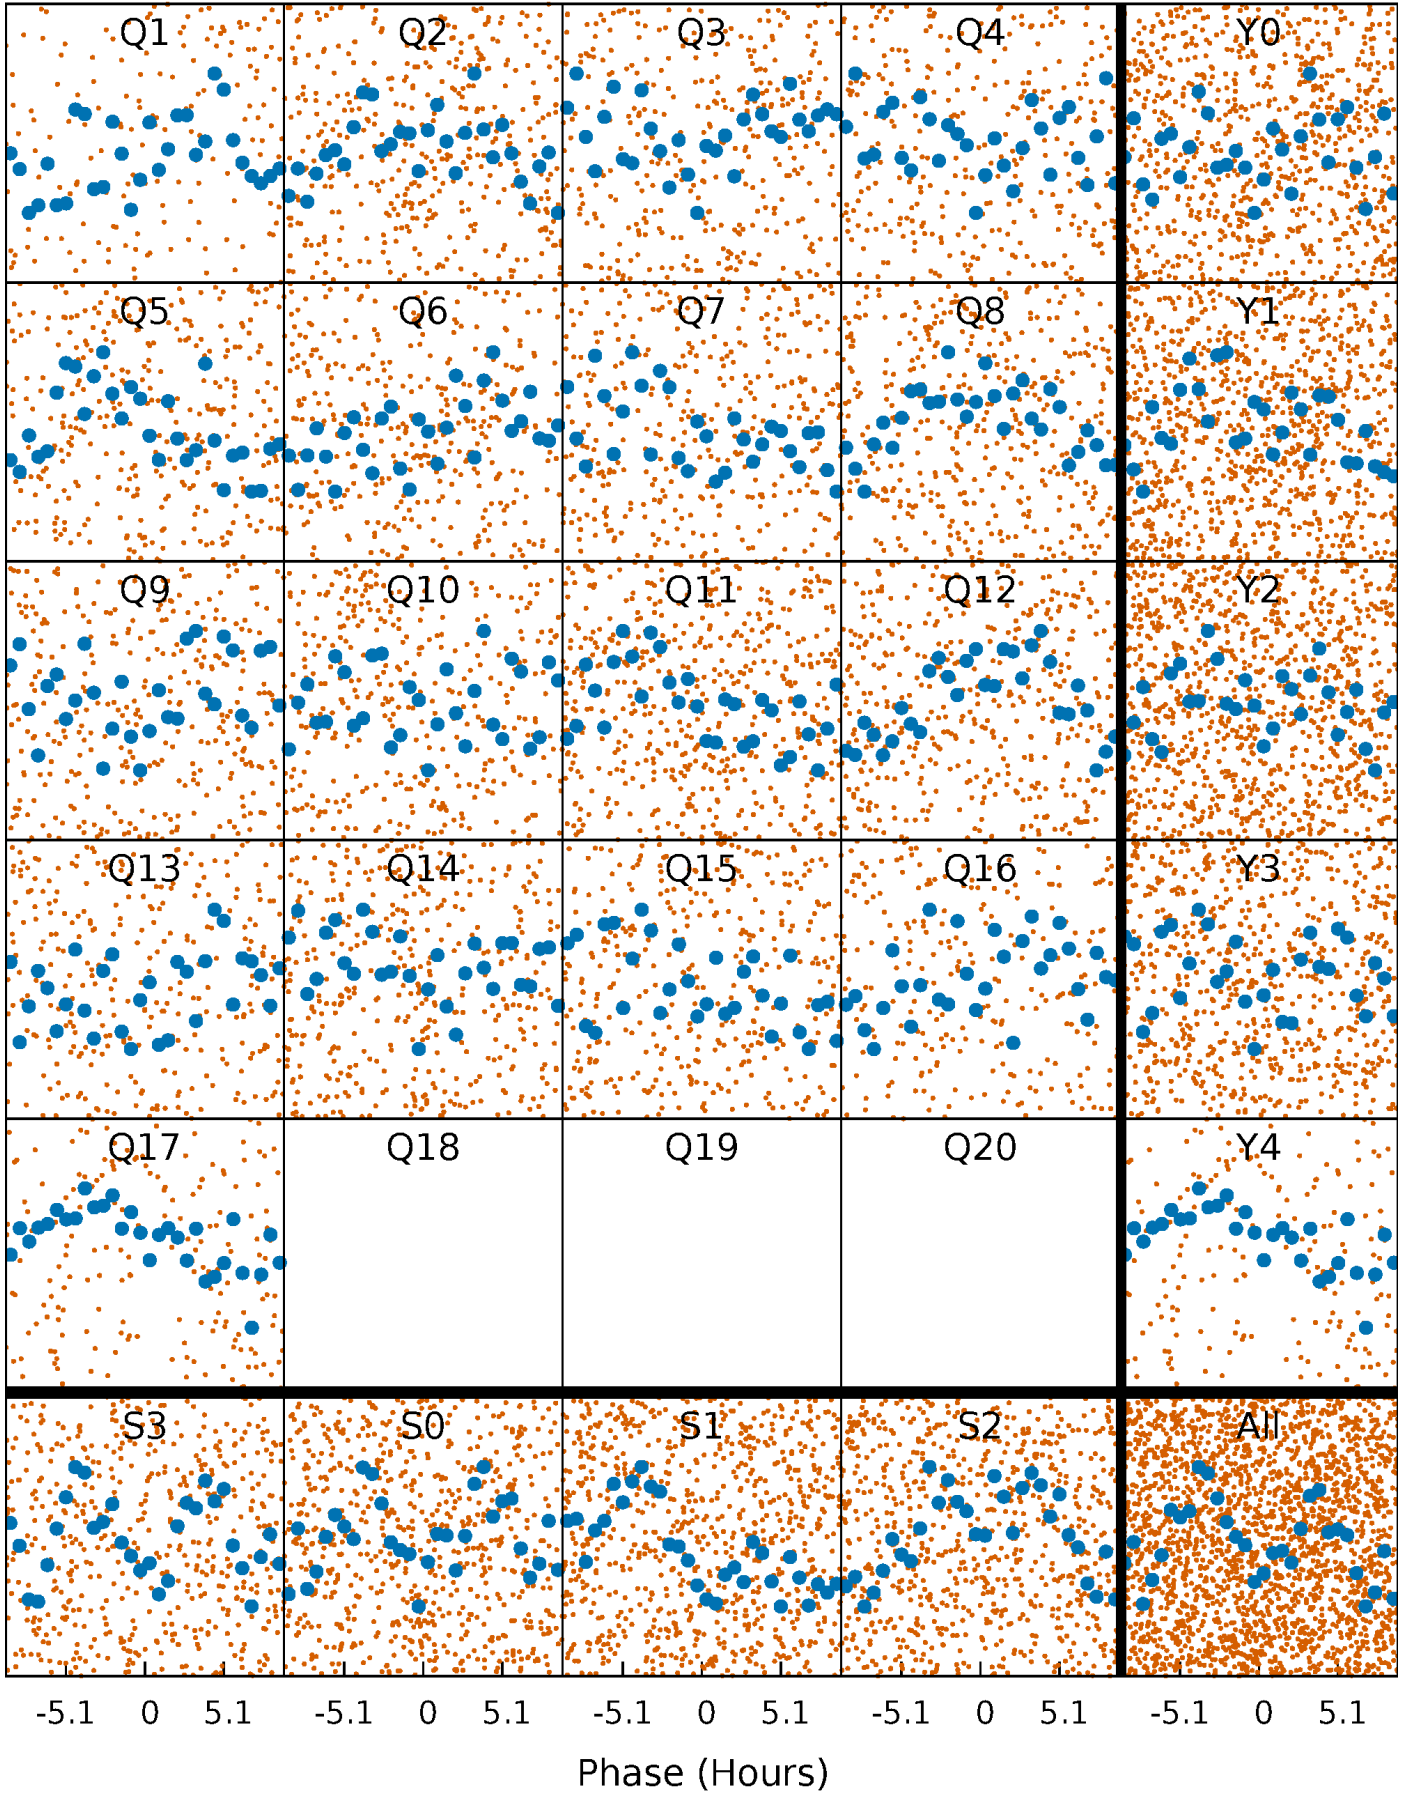 Q1 Q2 Q3 Q4 Y0
Q5 Q6 Q7 Q8 Y1
Q9 Q10 Q11 Q12 Y2
Q13 Q14 Q15 Q16 Y3
Q17 Q18 Q19 Q20 Y4
S3 S0 S1 S2 All
-5.1 0 5.1 -5.1 0 5.1 -5.1 0 5.1 -5.1 0 5.1 -5.1 0 5.1
Phase (Hours)